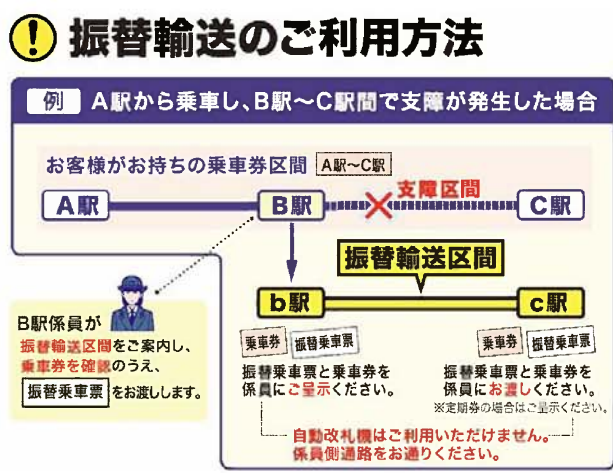 ! 振替輸送のご利用方法
例 A駅から乗車し、B駅～C駅間で支障が発生した場合
お客様がお持ちの乗車券区間 A駅～C駅
支障区間
A駅 B駅 C駅
振替輸送区間
b駅 c駅
B駅係員が
振替輸送区間をご案内し、
乗車券を確認のうえ、
振替乗車票をお渡しします。
乗車券 振替乗車票
振替乗車票と乗車券を
係員にご呈示ください。
乗車券 振替乗車票
振替乗車票と乗車券を
係員にお渡しください。
※定期券の場合はご呈示ください。
自動改札機はご利用いただけません。
係員側通路をお通りください。